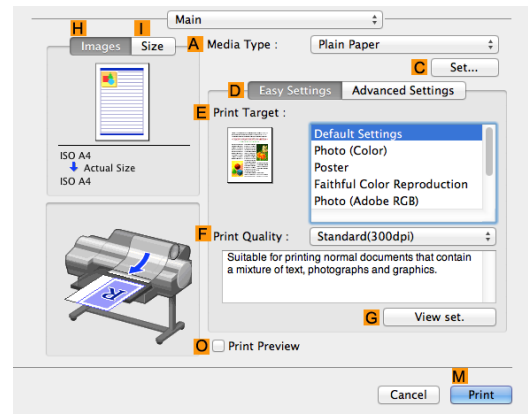 Main
H
I
Images
Size
A
Media Type :
Plain Paper
C
Set...
D
Easy Settings
Advanced Settings
E
Print Target :
ISO A4
Actual Size
ISO A4
Default Settings
Photo (Color)
Poster
Faithful Color Reproduction
Photo (Adobe RGB)
F
Print Quality :
Standard(300dpi)
Suitable for printing normal documents that contain
a mixture of text, photographs and graphics.
R
G
View set.
O
Print Preview
M
Cancel
Print